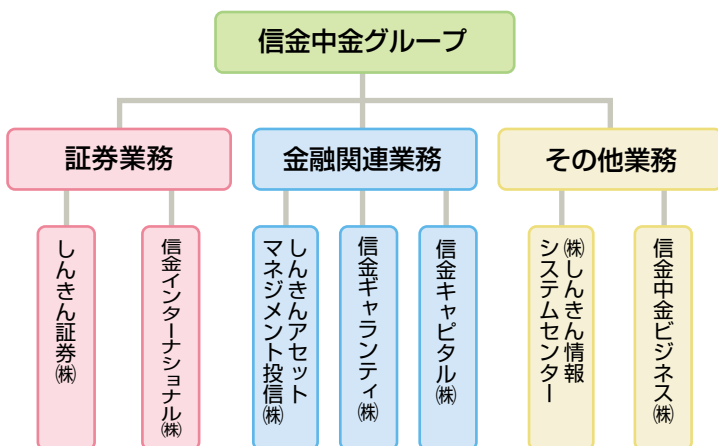 信金中金グループ
証券業務
金融関連業務
その他業務
しんきん証券㈱
信金インターナショナル㈱
しんきんアセット
マネジメント投信㈱
信金ギャランティ㈱
信金キャピタル㈱
㈱しんきん情報
システムセンター
信金中金ビジネス㈱